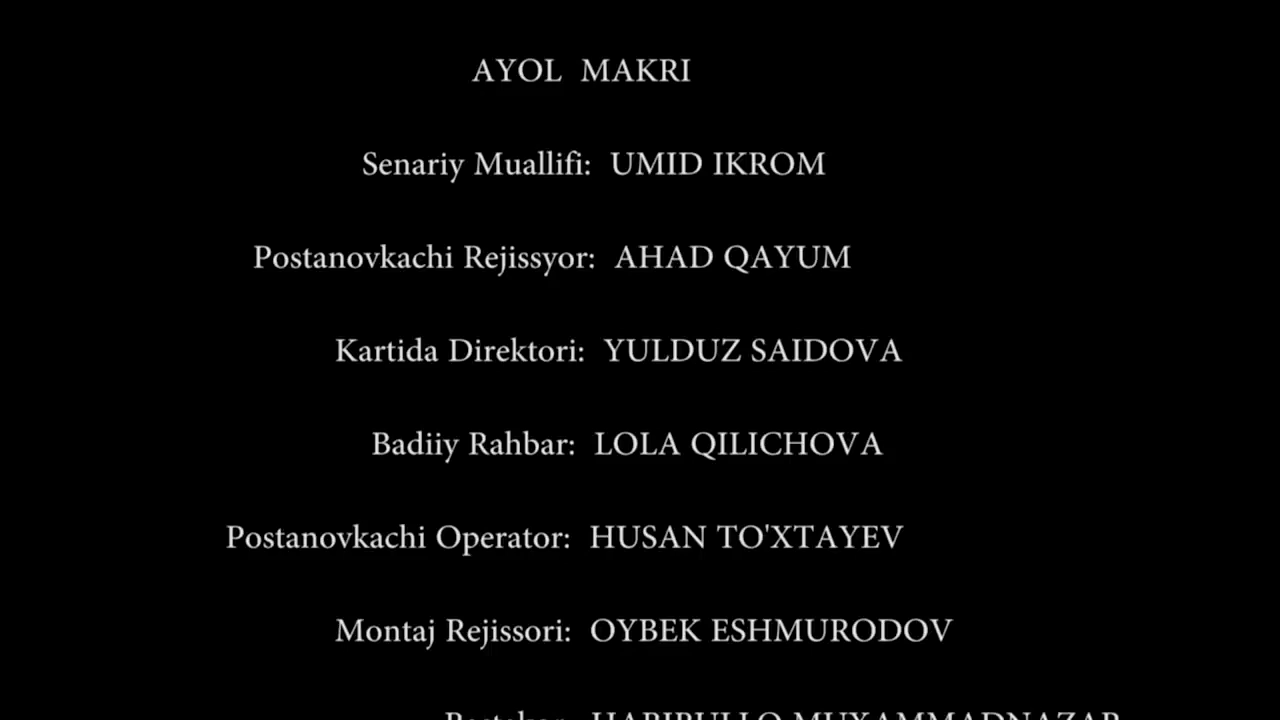 AYOL MAKRI
Senariy Muallifi: UMID IKROM
Postanovkachi Rejissyor: AHAD QAYUM
Kartida Direktori: YULDUZ SAIDOVA
Badiiy Rahbar: LOLA QILICHOVA
Postanovkachi Operator: HUSAN TO'XTAYEV
Montaj Rejissori: OYBEK ESHMURODOV